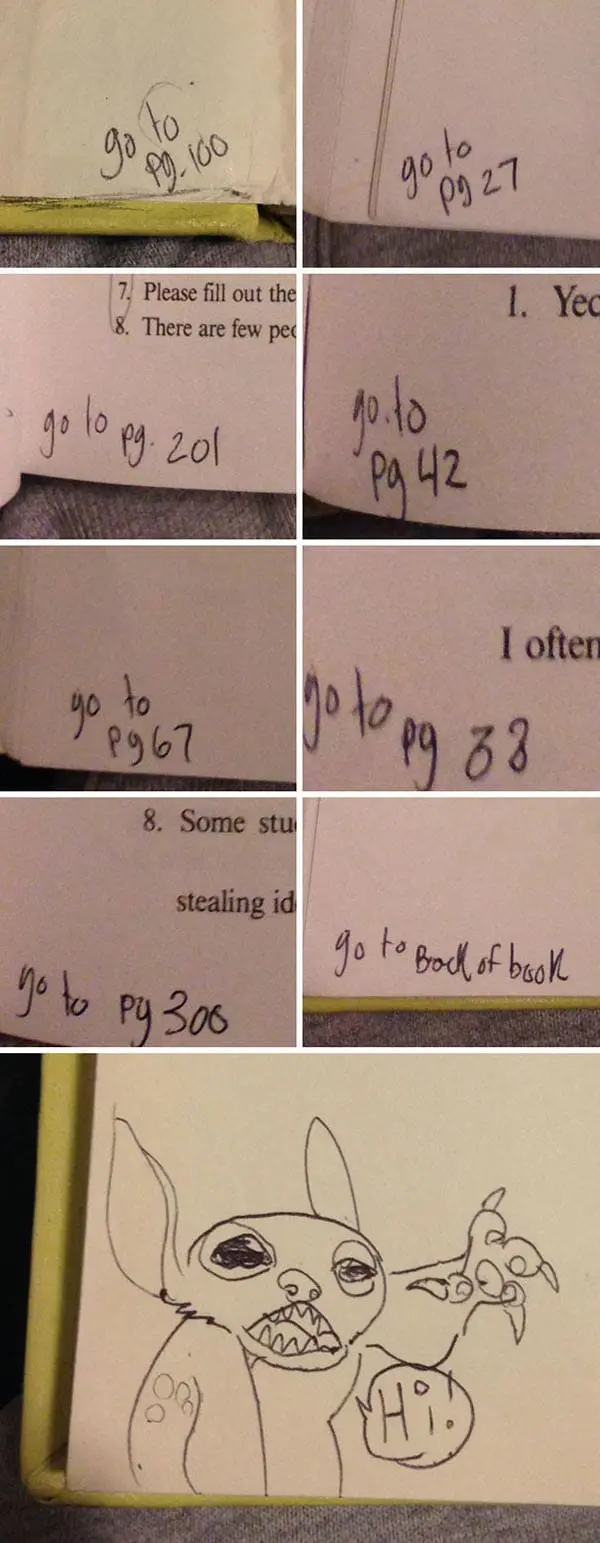 go to
pg. 100
go to
pg 27
7. Please fill out the
8. There are few pec
go to pg. 201
1. Yec
go. to
pg 42
go to
pg 67
I often
go to pg 38
8. Some stu
stealing id
go to pg 300
go to Back of book
Hi!